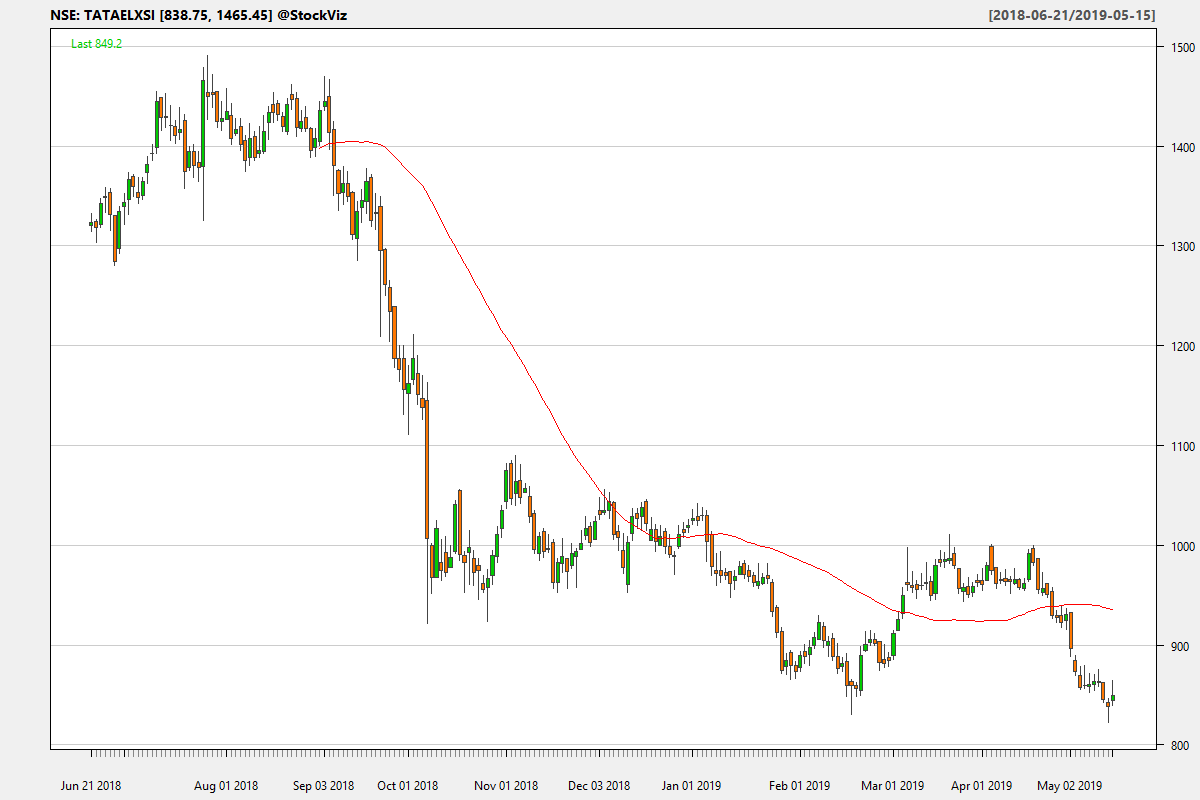 NSE: TATAELXSI [838.75, 1465.45] @StockViz [2018-06-21/2019-05-15]
Last 849.2
1500
1400
1300
1200
1100
1000
900
800
Jun 21 2018 Aug 01 2018 Sep 03 2018 Oct 01 2018 Nov 01 2018 Dec 03 2018 Jan 01 2019 Feb 01 2019 Mar 01 2019 Apr 01 2019 May 02 2019